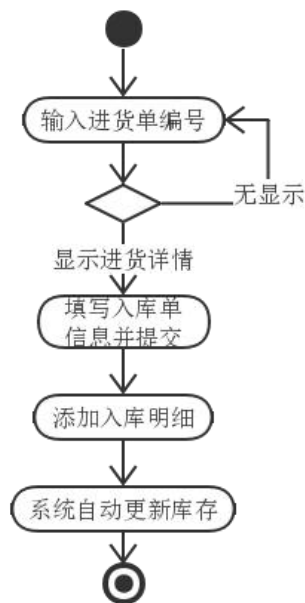 输入进货单编号
无显示
显示进货详情
填写入库单
信息并提交
添加入库明细
系统自动更新库存